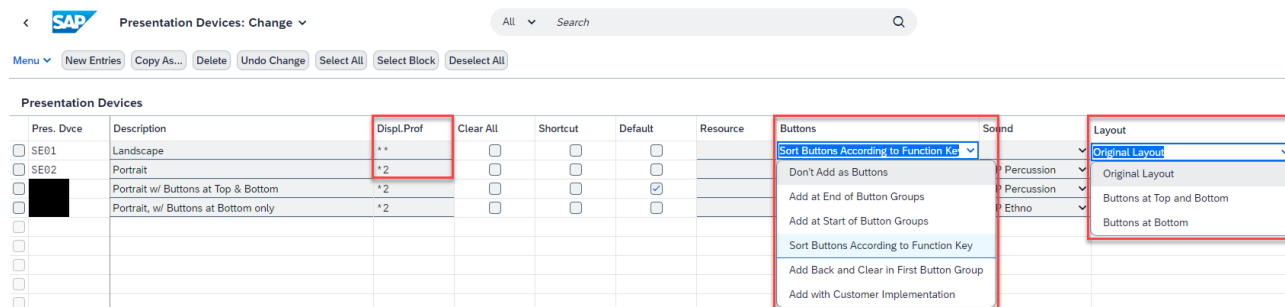 SAP Presentation Devices: Change All Search
Menu New Entries Copy As... Delete Undo Change Select All Select Block Deselect All
Presentation Devices
Pres. Dvce Description Displ.Prof Clear All Shortcut Default Resource Buttons Sound Layout
SE01 Landscape ** Sort Buttons According to Function Key Original Layout
SE02 Portrait *2 Don't Add as Buttons P Percussion Original Layout
Portrait w/ Buttons at Top & Bottom *2 Add at End of Button Groups P Percussion Buttons at Top and Bottom
Portrait, w/ Buttons at Bottom only *2 Add at Start of Button Groups P Ethno Buttons at Bottom
Sort Buttons According to Function Key
Add Back and Clear in First Button Group
Add with Customer Implementation